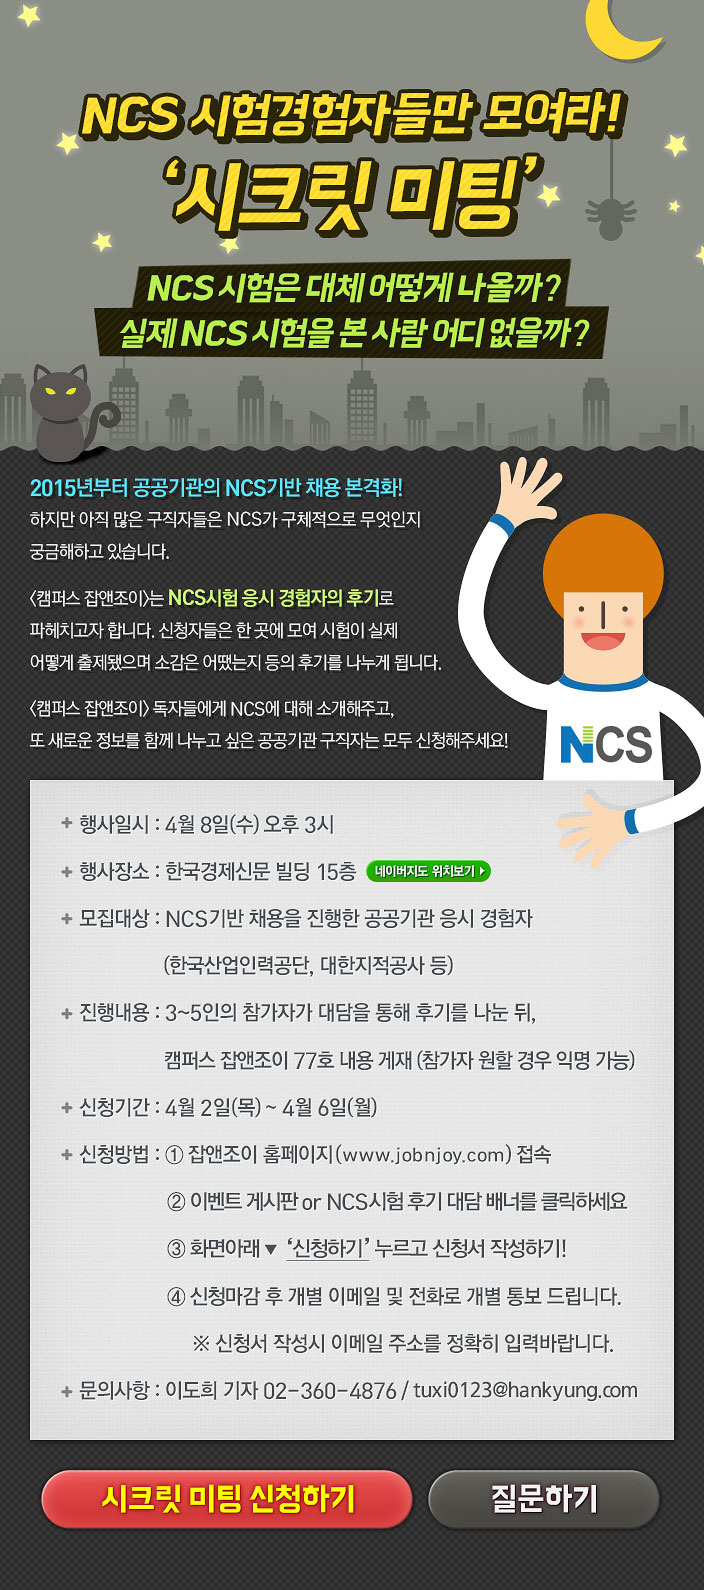 NCS 시험경험자들만 모여라!
‘시크릿 미팅’
NCS 시험은 대체 어떻게 나올까?
실제 NCS 시험을 본 사람 어디 없을까?
2015년부터 공공기관의 NCS기반 채용 본격화!
하지만 아직 많은 구직자들은 NCS가 구체적으로 무엇인지
궁금해하고 있습니다.
<캠퍼스 잡앤조이>는 NCS시험 응시 경험자의 후기로
파헤치고자 합니다. 신청자들은 한 곳에 모여 시험이 실제
어떻게 출제됐으며 소감은 어땠는지 등의 후기를 나누게 됩니다.
<캠퍼스 잡앤조이> 독자들에게 NCS에 대해 소개해주고,
또 새로운 정보를 함께 나누고 싶은 공공기관 구직자는 모두 신청해주세요!
NCS
+ 행사일시 : 4월 8일(수) 오후 3시
+ 행사장소 : 한국경제신문 빌딩 15층 네이버지도 위치보기
+ 모집대상 : NCS기반 채용을 진행한 공공기관 응시 경험자
(한국산업인력공단, 대한지적공사 등)
+ 진행내용 : 3~5인의 참가자가 대담을 통해 후기를 나눈 뒤,
캠퍼스 잡앤조이 77호 내용 게재 (참가자 원할 경우 익명 가능)
+ 신청기간 : 4월 2일(목) ~ 4월 6일(월)
+ 신청방법 : ① 잡앤조이 홈페이지(www.jobnjoy.com) 접속
② 이벤트 게시판 or NCS시험 후기 대담 배너를 클릭하세요
③ 화면아래 ▼ ‘신청하기’ 누르고 신청서 작성하기!
④ 신청마감 후 개별 이메일 및 전화로 개별 통보 드립니다.
※ 신청서 작성시 이메일 주소를 정확히 입력바랍니다.
+ 문의사항 : 이도희 기자 02-360-4876 / tuxi0123@hankyung.com
시크릿 미팅 신청하기
질문하기